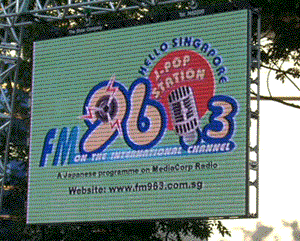 HELLO SINGAPORE
J-POP
STATION
FM 96.3
ON THE INTERNATIONAL CHANNEL
A Japanese programme on MediaCorp Radio
Website: www.fm963.com.sg